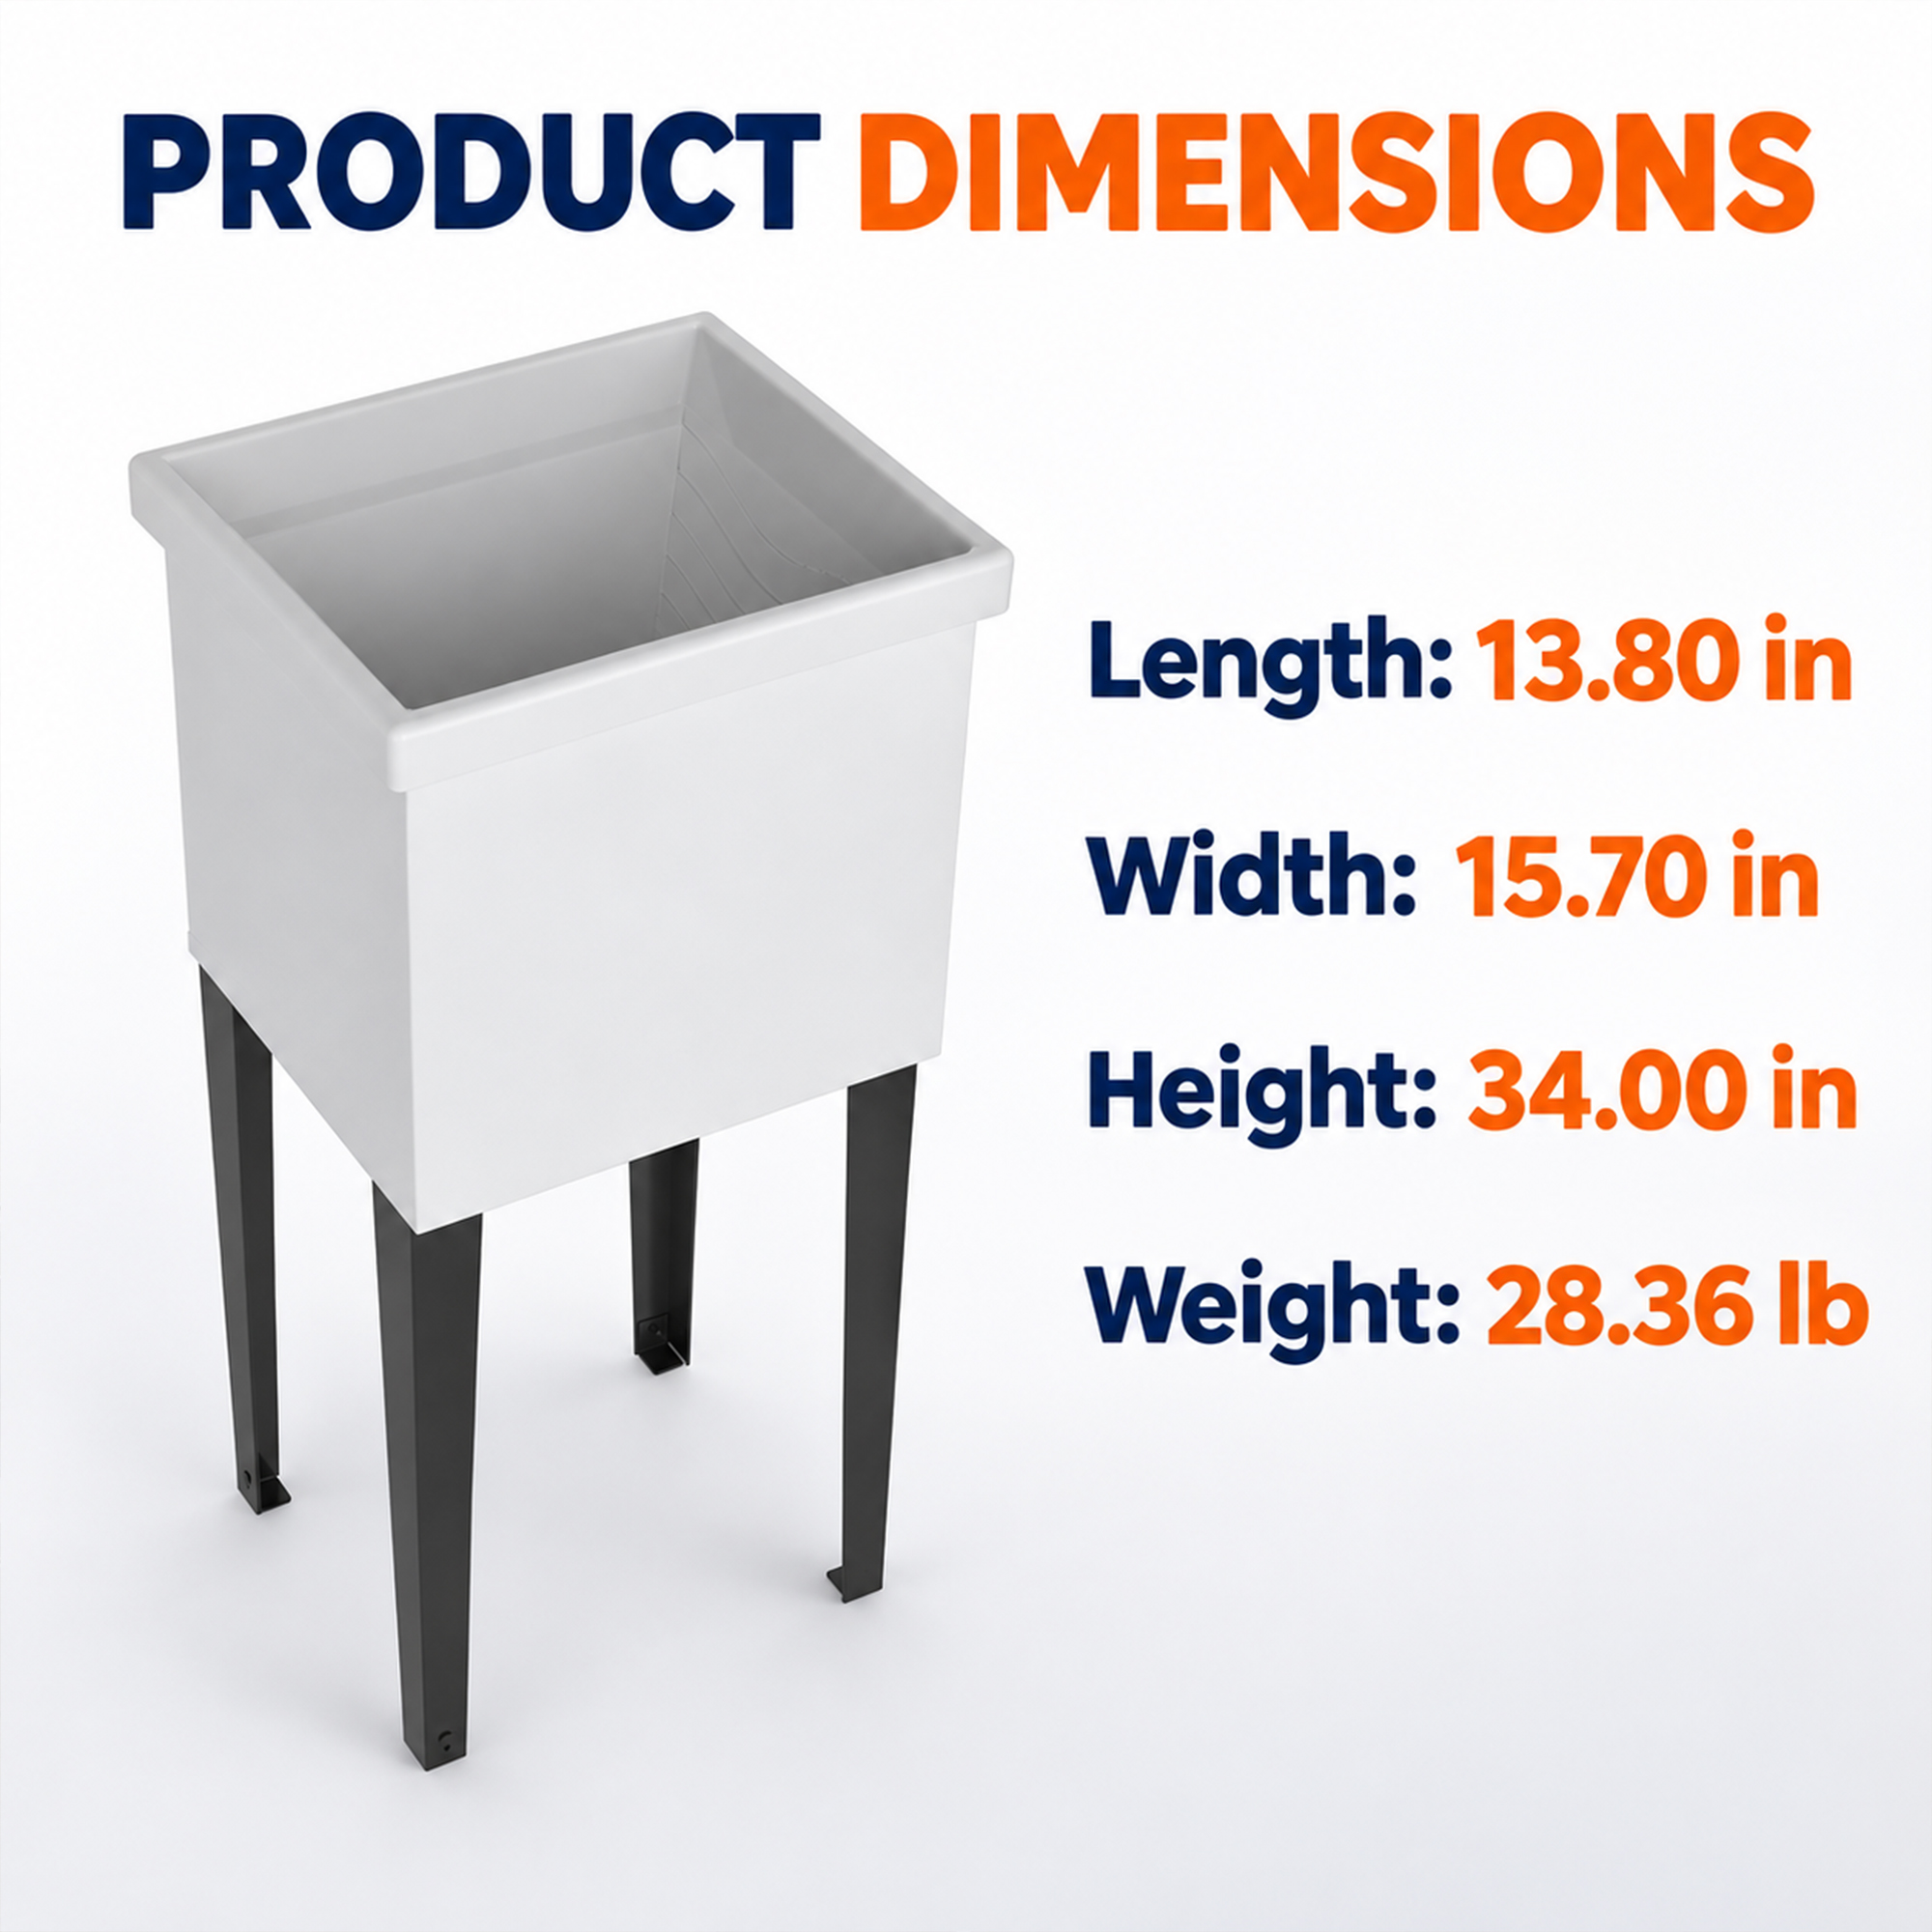 PRODUCT DIMENSIONS
Length: 13.80 in
Width: 15.70 in
Height: 34.00 in
Weight: 28.36 lb